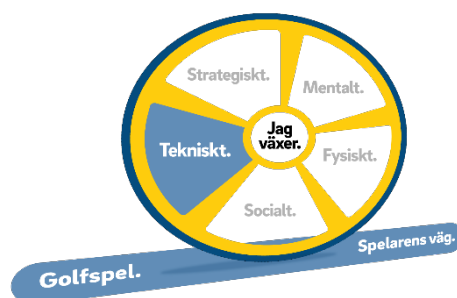 Strategiskt.
Mentalt.
Tekniskt.
Jag
växer.
Fysiskt.
Socialt.
Spelarens väg.
Golfspel.